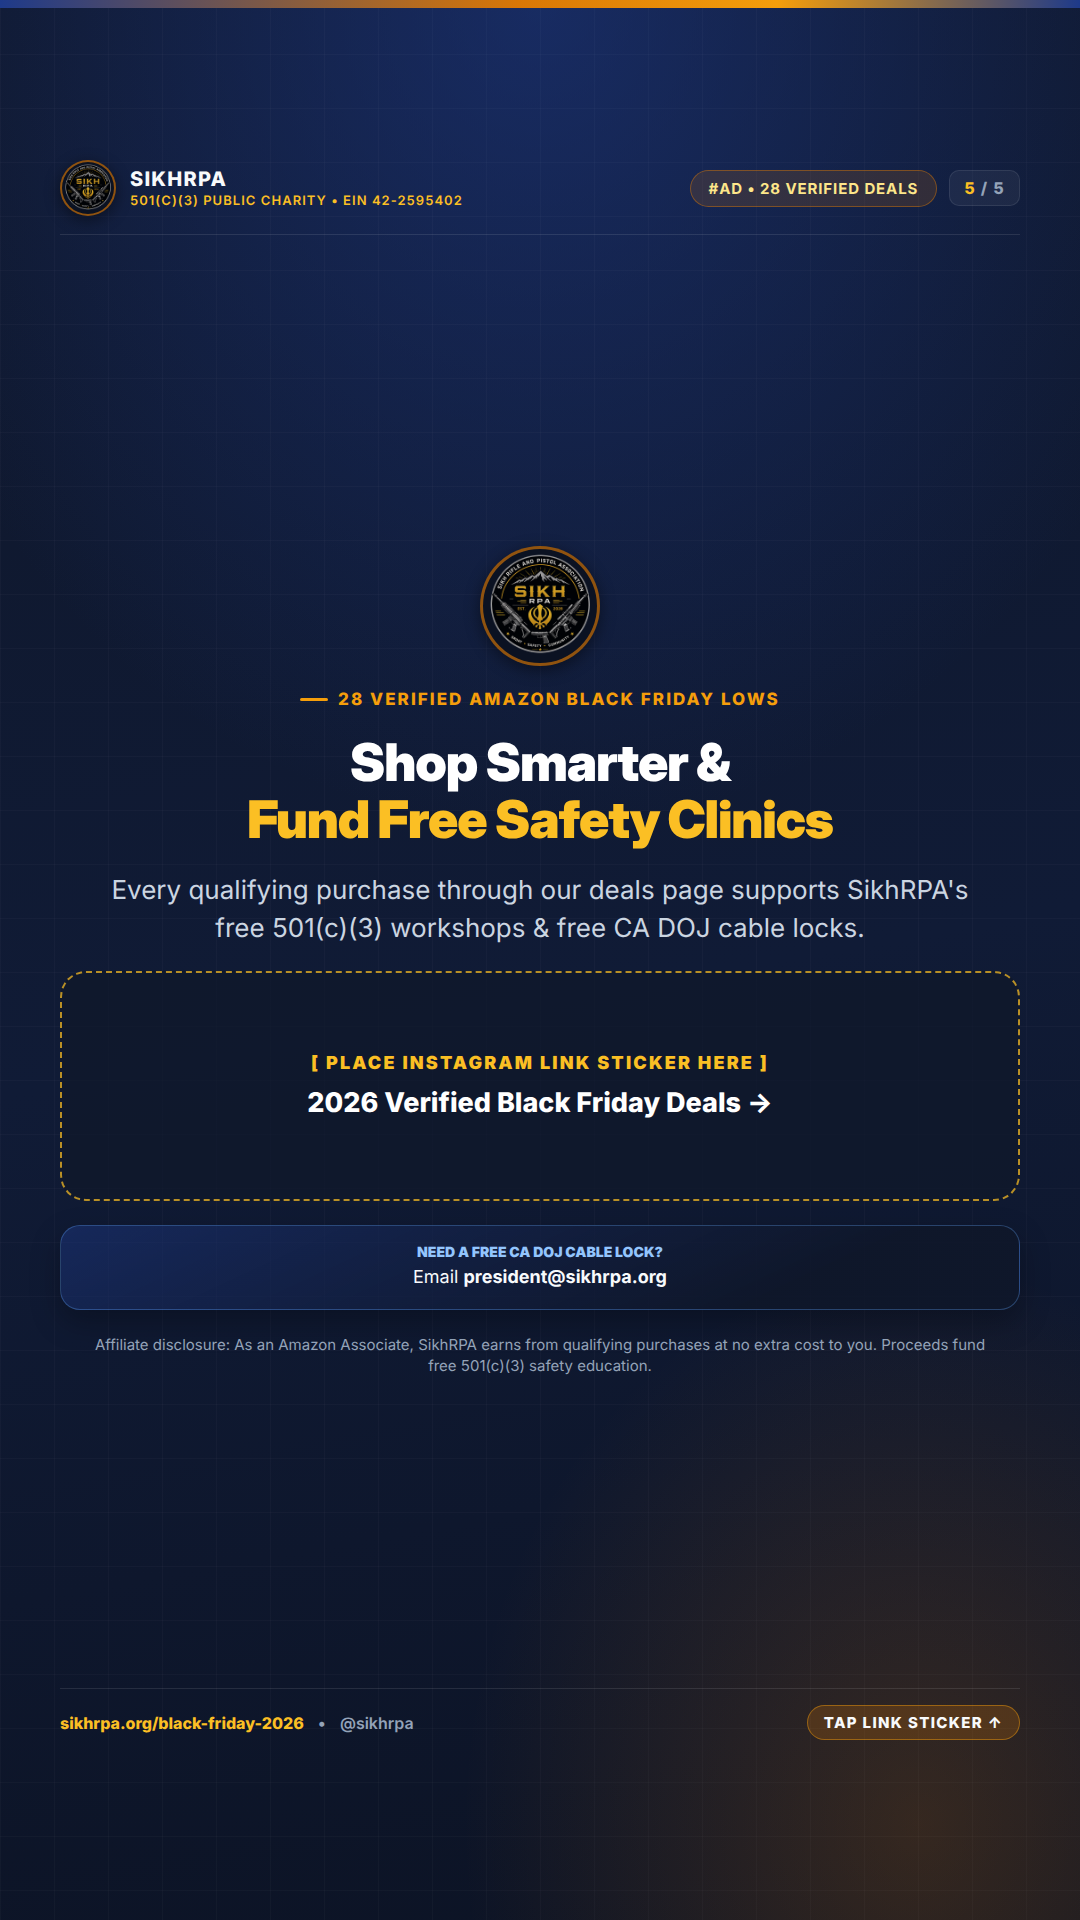 SIKHRPA
501(C)(3) PUBLIC CHARITY • EIN 42-2595402
#AD • 28 VERIFIED DEALS
5 / 5
SIKH RIFLE AND PISTOL ASSOCIATION
SIKH
RPA
28 VERIFIED AMAZON BLACK FRIDAY LOWS
Shop Smarter &
Fund Free Safety Clinics
Every qualifying purchase through our deals page supports SikhRPA's
free 501(c)(3) workshops & free CA DOJ cable locks.
[ PLACE INSTAGRAM LINK STICKER HERE ]
2026 Verified Black Friday Deals →
NEED A FREE CA DOJ CABLE LOCK?
Email president@sikhrpa.org
Affiliate disclosure: As an Amazon Associate, SikhRPA earns from qualifying purchases at no extra cost to you. Proceeds fund
free 501(c)(3) safety education.
sikhrpa.org/black-friday-2026 • @sikhrpa
TAP LINK STICKER ↑